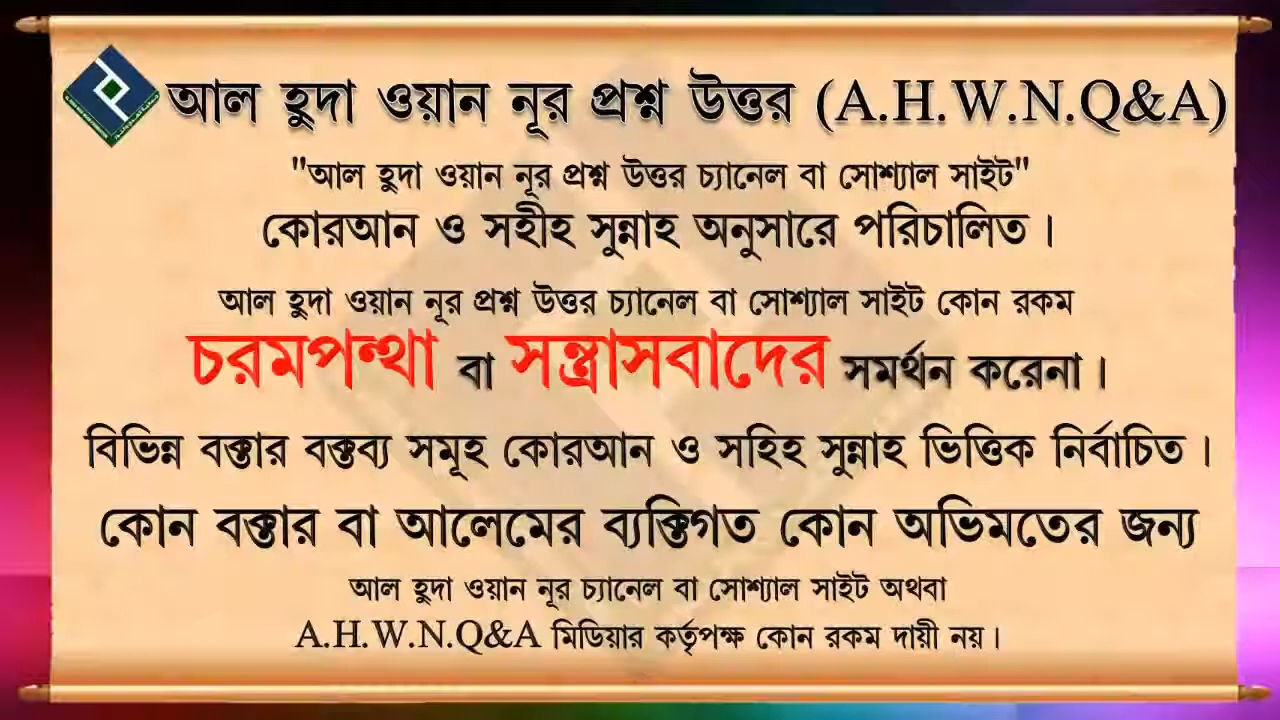 আল হুদা ওয়ান নূর প্রশ্ন উত্তর (A.H.W.N.Q&A)
"আল হুদা ওয়ান নূর প্রশ্ন উত্তর চ্যানেল বা সোশ্যাল সাইট"
কোরআন ও সহীহ সুন্নাহ অনুসারে পরিচালিত।
আল হুদা ওয়ান নূর প্রশ্ন উত্তর চ্যানেল বা সোশ্যাল সাইট কোন রকম
চরমপন্থা বা সন্ত্রাসবাদের সমর্থন করেনা।
বিভিন্ন বক্তার বক্তব্য সমূহ কোরআন ও সহিহ সুন্নাহ ভিত্তিক নির্বাচিত।
কোন বক্তার বা আলেমের ব্যক্তিগত কোন অভিমতের জন্য
আল হুদা ওয়ান নূর চ্যানেল বা সোশ্যাল সাইট অথবা
A.H.W.N.Q&A মিডিয়ার কর্তৃপক্ষ কোন রকম দায়ী নয়।